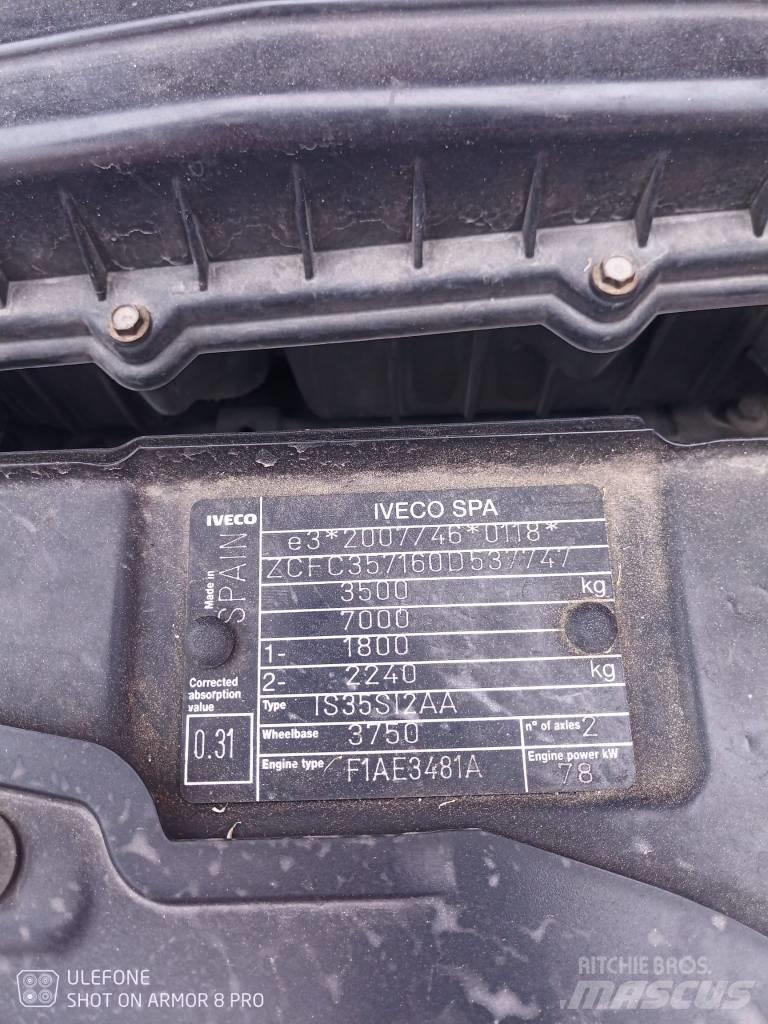 IVECO
IVECO SPA
e3*2007/46*0118*
ZCFC357160D537747
3500 kg
7000
1- 1800
2- 2240 kg
Type IS35SI2AA
Wheelbase 3750 n° of axles 2
Engine type F1AE3481A Engine power kW 78
Made in SPAIN
Corrected
absorption
value
0.31
ULEFONE
SHOT ON ARMOR 8 PRO
RITCHIE BROS.
MASCUS